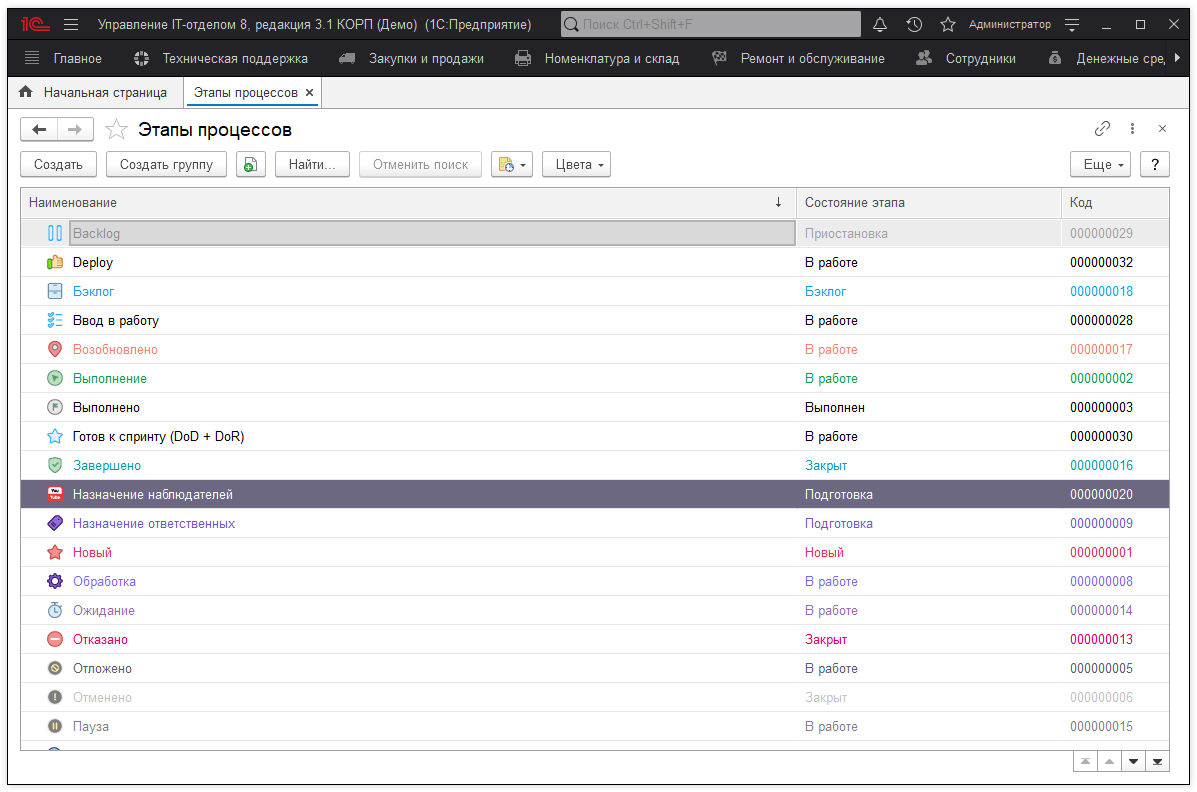 1С Управление IT-отделом 8, редакция 3.1 КОРП (Демо) (1С:Предприятие) Поиск Ctrl+Shift+F Администратор
Главное Техническая поддержка Закупки и продажи Номенклатура и склад Ремонт и обслуживание Сотрудники Денежные сре
Начальная страница Этапы процессов ×
Этапы процессов
Создать Создать группу Найти... Отменить поиск Цвета Еще ?
Наименование ↓ Состояние этапа Код
Backlog Приостановка 000000029
Deploy В работе 000000032
Бэклог Бэклог 000000018
Ввод в работу В работе 000000028
Возобновлено В работе 000000017
Выполнение В работе 000000002
Выполнено Выполнен 000000003
Готов к спринту (DoD + DoR) В работе 000000030
Завершено Закрыт 000000016
You Tube Назначение наблюдателей Подготовка 000000020
Назначение ответственных Подготовка 000000009
Новый Новый 000000001
Обработка В работе 000000008
Ожидание В работе 000000014
Отказано Закрыт 000000013
Отложено В работе 000000005
Отменено Закрыт 000000006
Пауза В работе 000000015